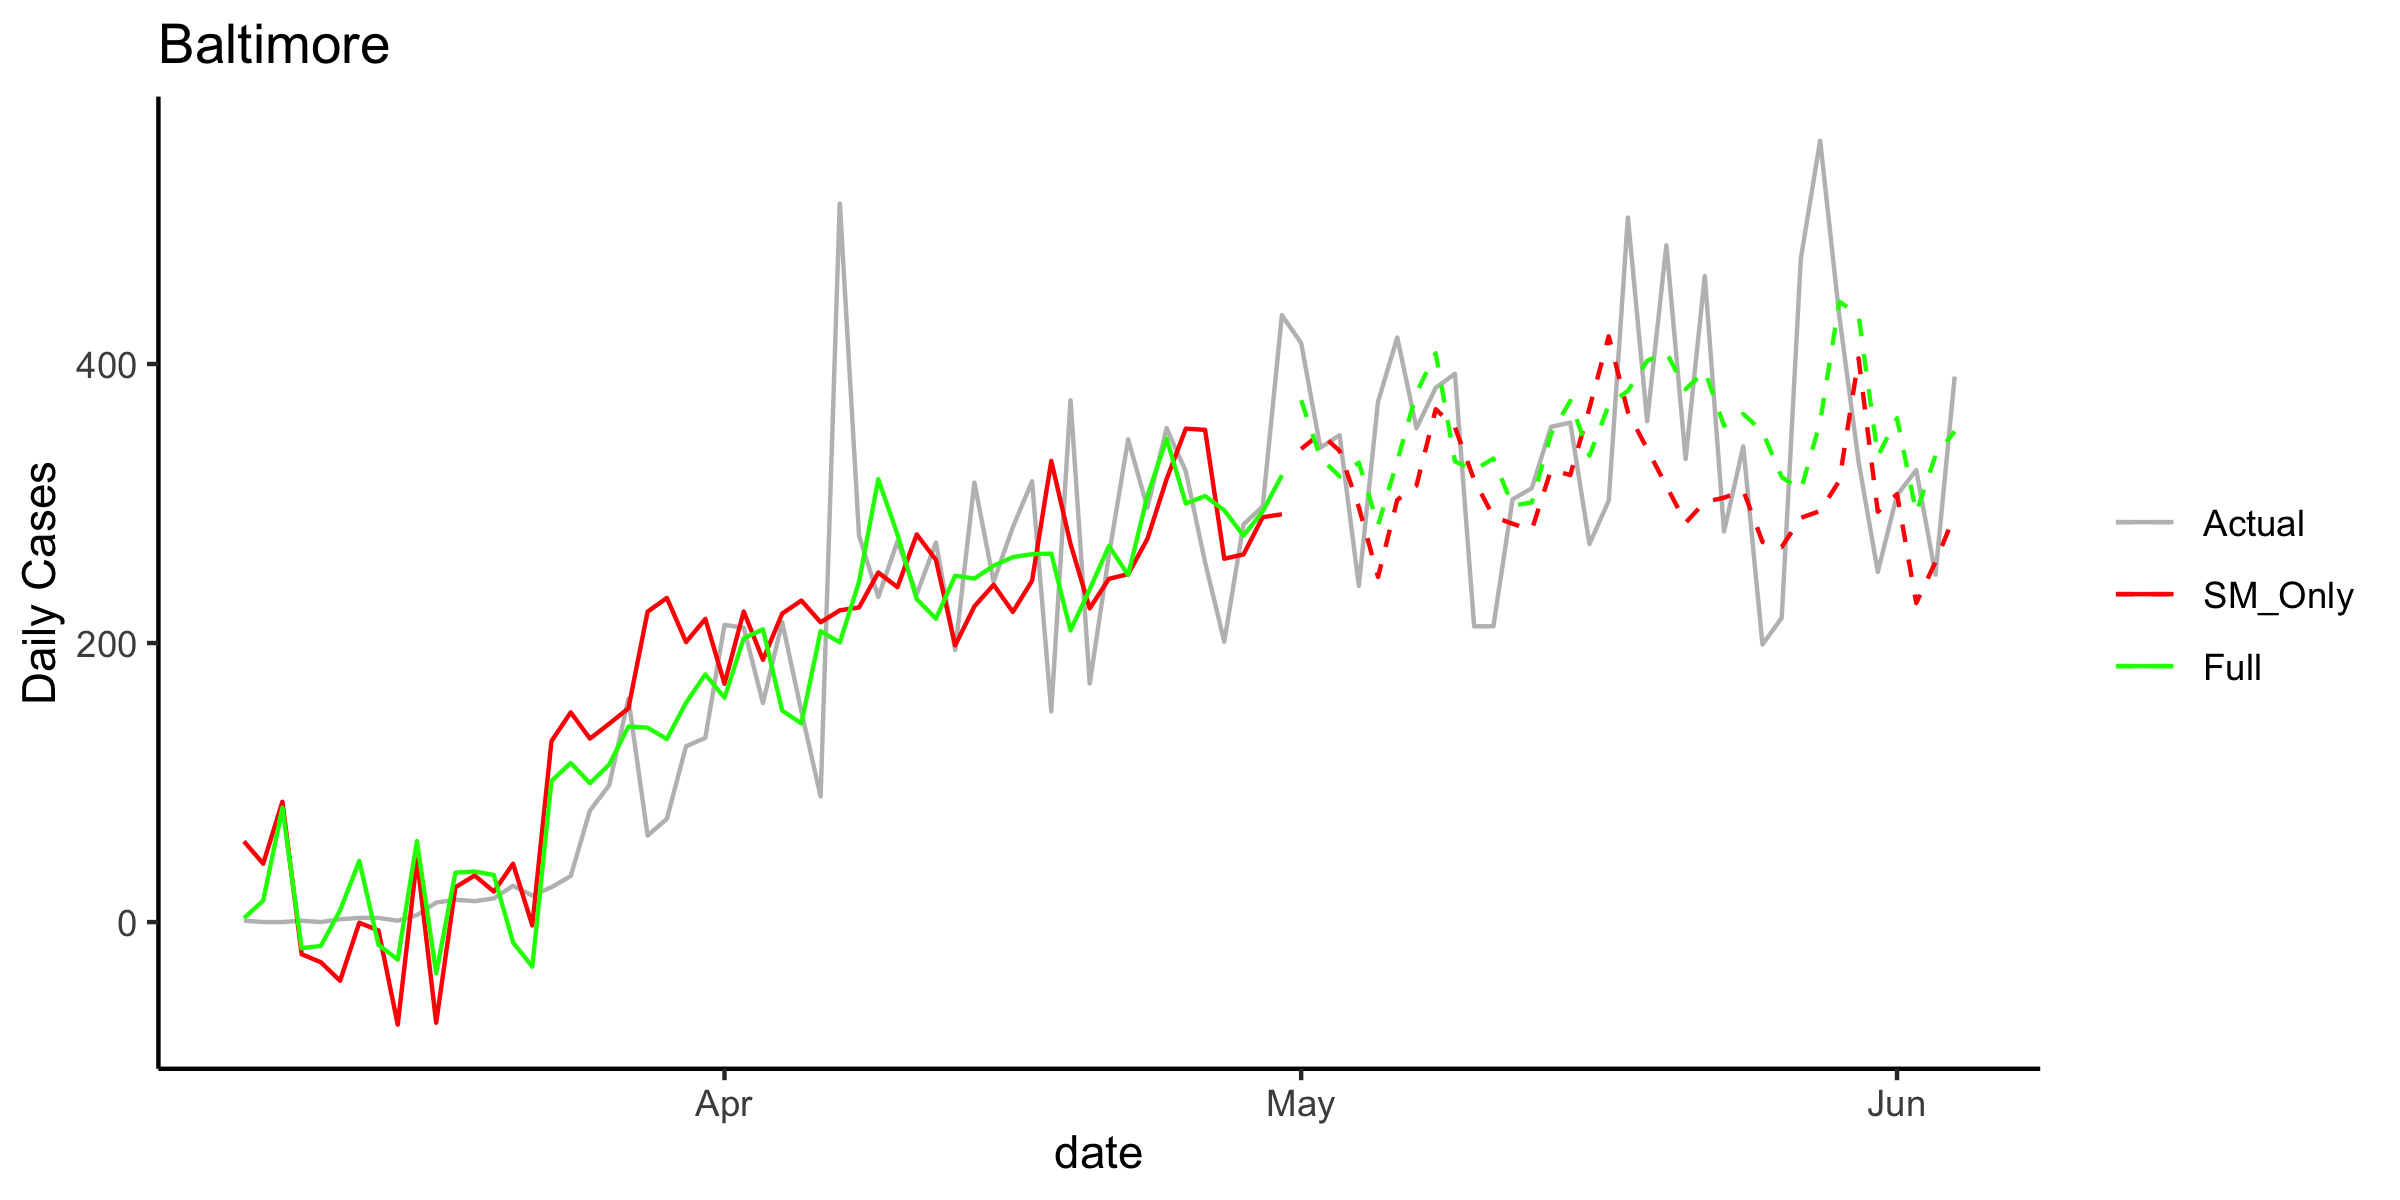 Baltimore
Daily Cases
400
200
0
Apr
May
Jun
date
Actual
SM_Only
Full